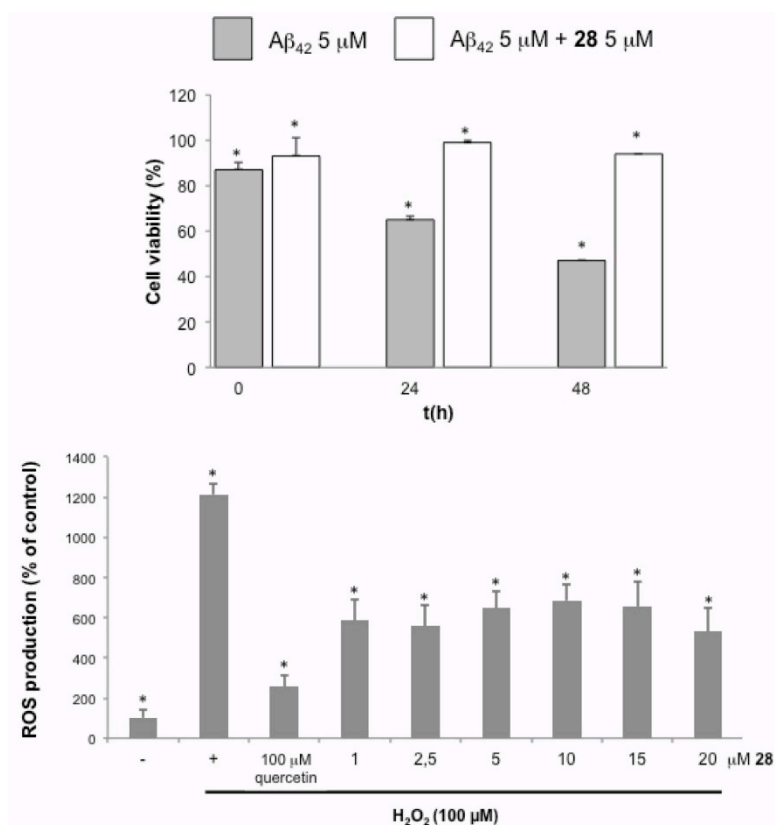 Aβ42 5 μM Aβ42 5 μM + 28 5 μM
Cell viability (%)
120
100
80
60
40
20
0
* * * * * *
0 24 48
t(h)
ROS production (% of control)
1400
1200
1000
800
600
400
200
0
* * * * * * * * *
- + 100 μM 1 2,5 5 10 15 20 μM 28
quercetin
H₂O₂ (100 μM)